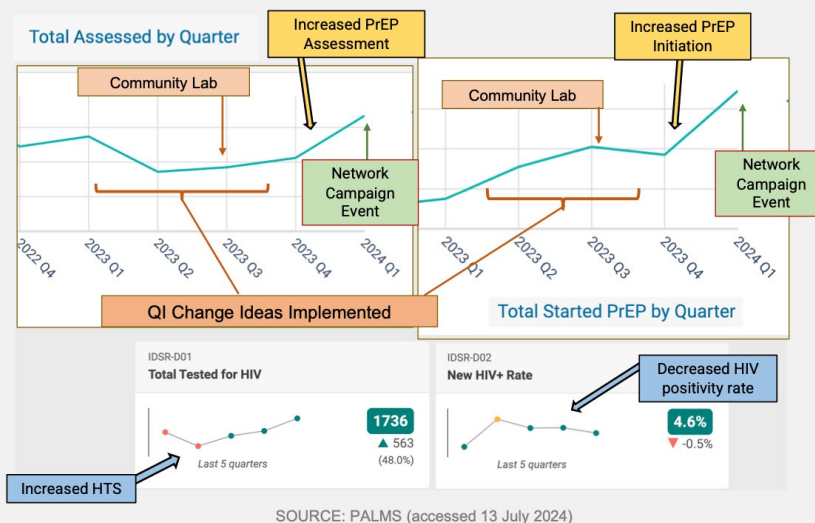 Total Assessed by Quarter
Increased PrEP
Assessment
Community Lab
Network
Campaign
Event
2022 Q4
2023 Q1
2023 Q2
2023 Q3
2023 Q4
2024 Q1
Increased PrEP
Initiation
Community Lab
Network
Campaign
Event
2023 Q1
2023 Q2
2023 Q3
2023 Q4
2024 Q1
QI Change Ideas Implemented
Total Started PrEP by Quarter
IDSR-D01
Total Tested for HIV
1736
▲ 563
(48.0%)
Last 5 quarters
Increased HTS
IDSR-D02
New HIV+ Rate
Decreased HIV
positivity rate
4.6%
▼ -0.5%
Last 5 quarters
SOURCE: PALMS (accessed 13 July 2024)